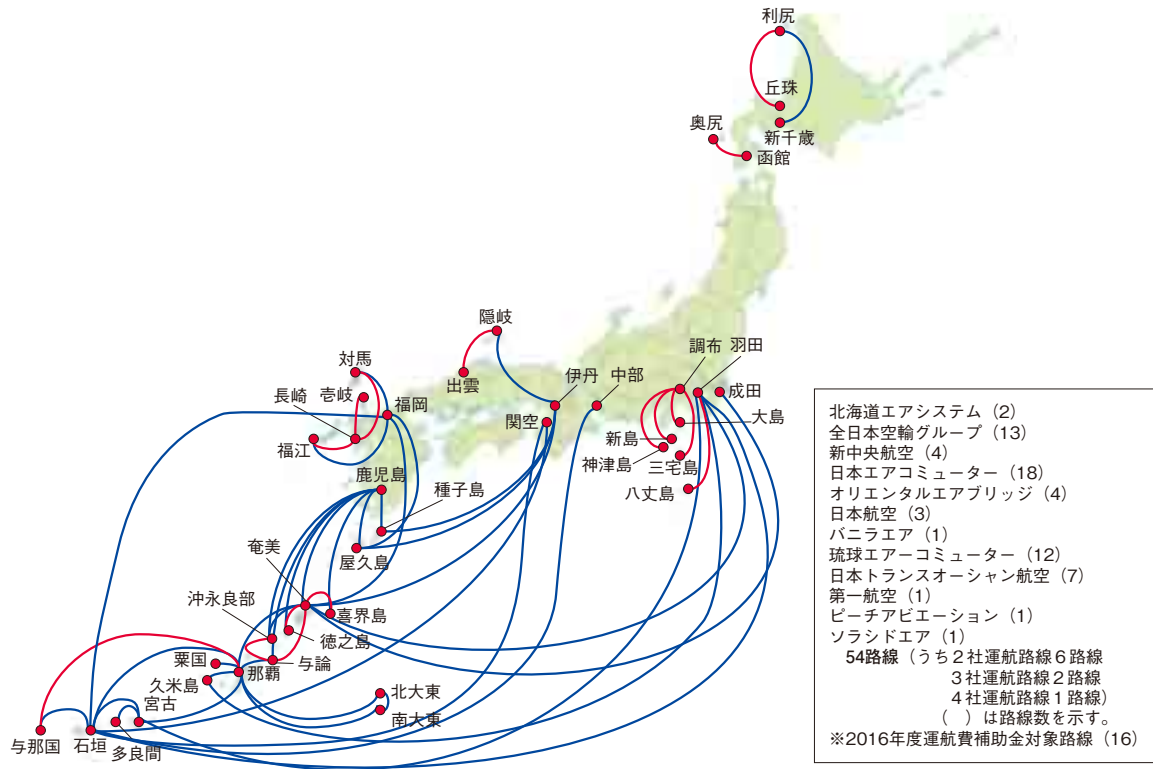 利尻
丘珠
新千歳
奥尻
函館
隠岐
出雲
対馬
壱岐
長崎
福岡
福江
伊丹
中部
関空
調布
羽田
成田
大島
新島
神津島
三宅島
八丈島
鹿児島
種子島
屋久島
奄美
沖永良部
喜界島
徳之島
与論
粟国
那覇
久米島
宮古
北大東
南大東
与那国
石垣
多良間
北海道エアシステム（2）
全日本空輸グループ（13）
新中央航空（4）
日本エアコミューター（18）
オリエンタルエアブリッジ（4）
日本航空（3）
バニラエア（1）
琉球エアーコミューター（12）
日本トランスオーシャン航空（7）
第一航空（1）
ピーチアビエーション（1）
ソラシドエア（1）
54路線（うち２社運航路線６路線
３社運航路線２路線
４社運航路線１路線）
（　）は路線数を示す。
※2016年度運航費補助金対象路線（16）